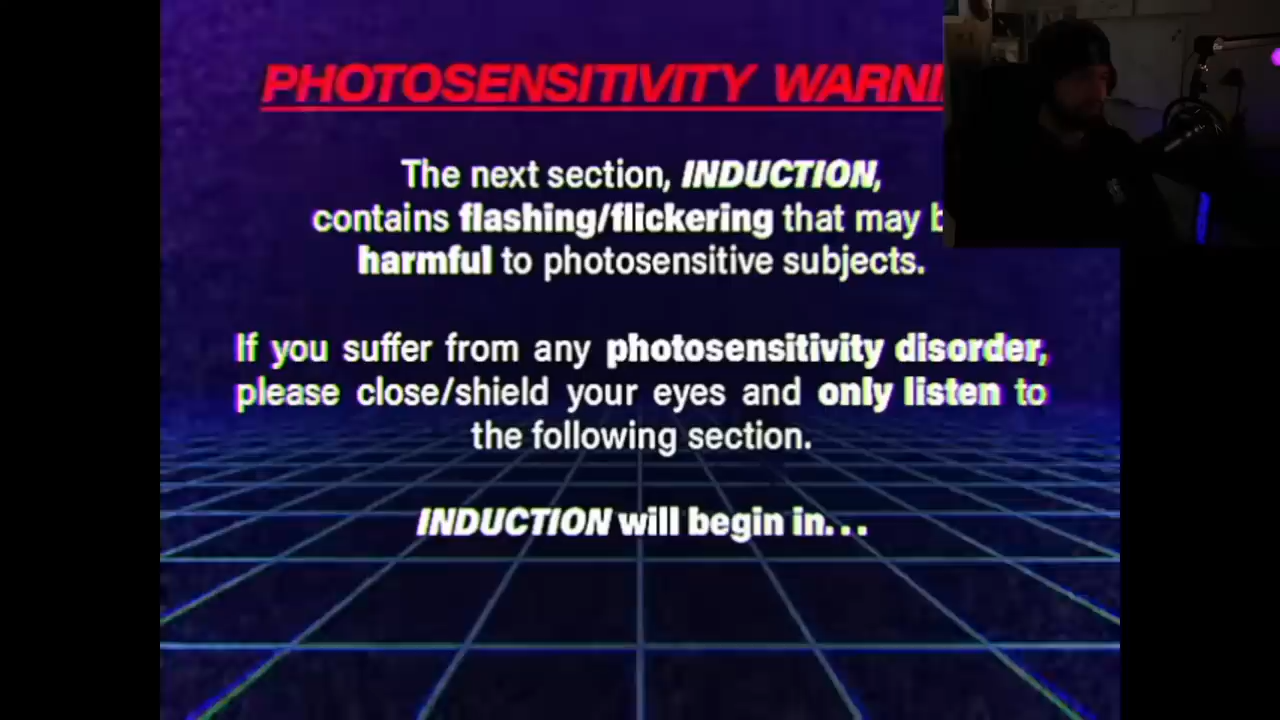 PHOTOSENSITIVITY WARNI
The next section, INDUCTION,
contains flashing/flickering that may b
harmful to photosensitive subjects.
If you suffer from any photosensitivity disorder,
please close/shield your eyes and only listen to
the following section.
INDUCTION will begin in...